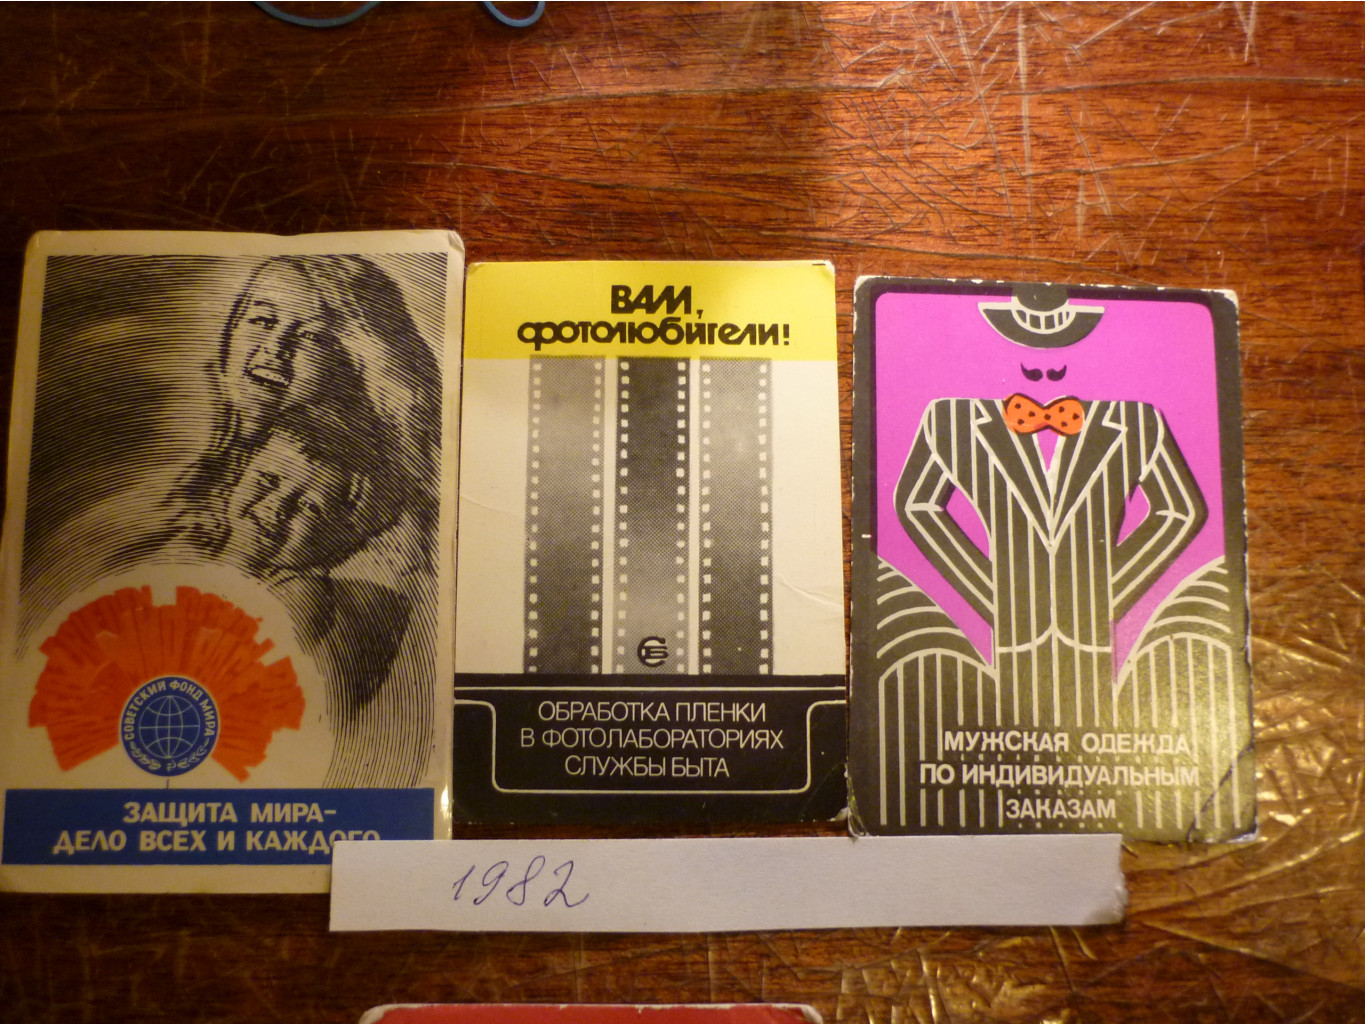 СОВЕТСКИЙ ФОНД МИРА
ЗАЩИТА МИРА-
ДЕЛО ВСЕХ И КАЖДОГО
ВАМ,
фотолюбители!
СБ
ОБРАБОТКА ПЛЕНКИ
В ФОТОЛАБОРАТОРИЯХ
СЛУЖБЫ БЫТА
МУЖСКАЯ ОДЕЖДА
ПО ИНДИВИДУАЛЬНЫМ
ЗАКАЗАМ
1982